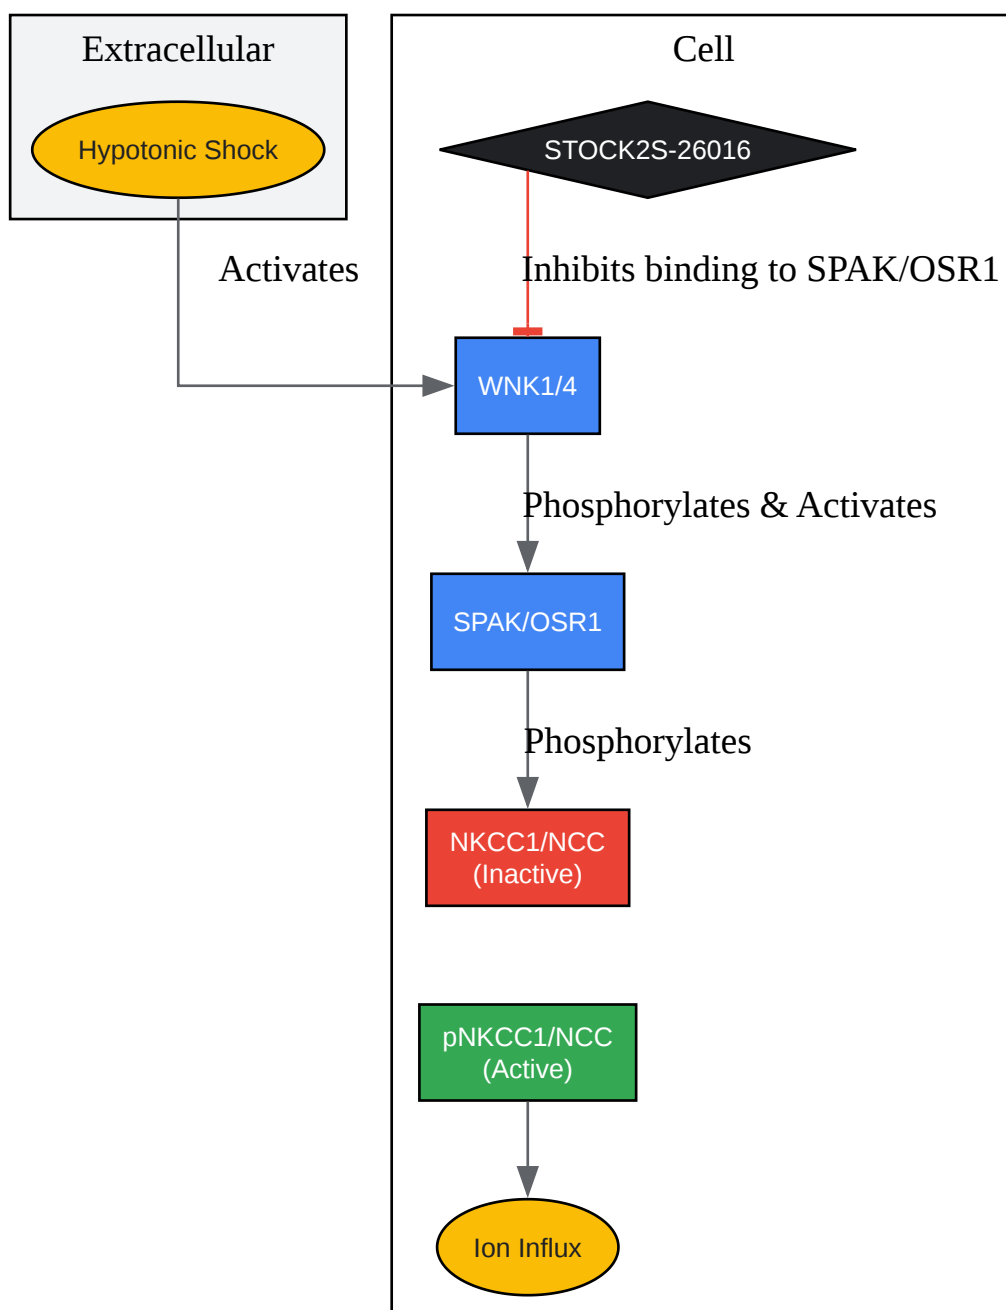 Extracellular
Cell
Hypotonic Shock
STOCK2S-26016
Activates
Inhibits binding to SPAK/OSR1
WNK1/4
Phosphorylates & Activates
SPAK/OSR1
Phosphorylates
NKCC1/NCC
(Inactive)
pNKCC1/NCC
(Active)
Ion Influx